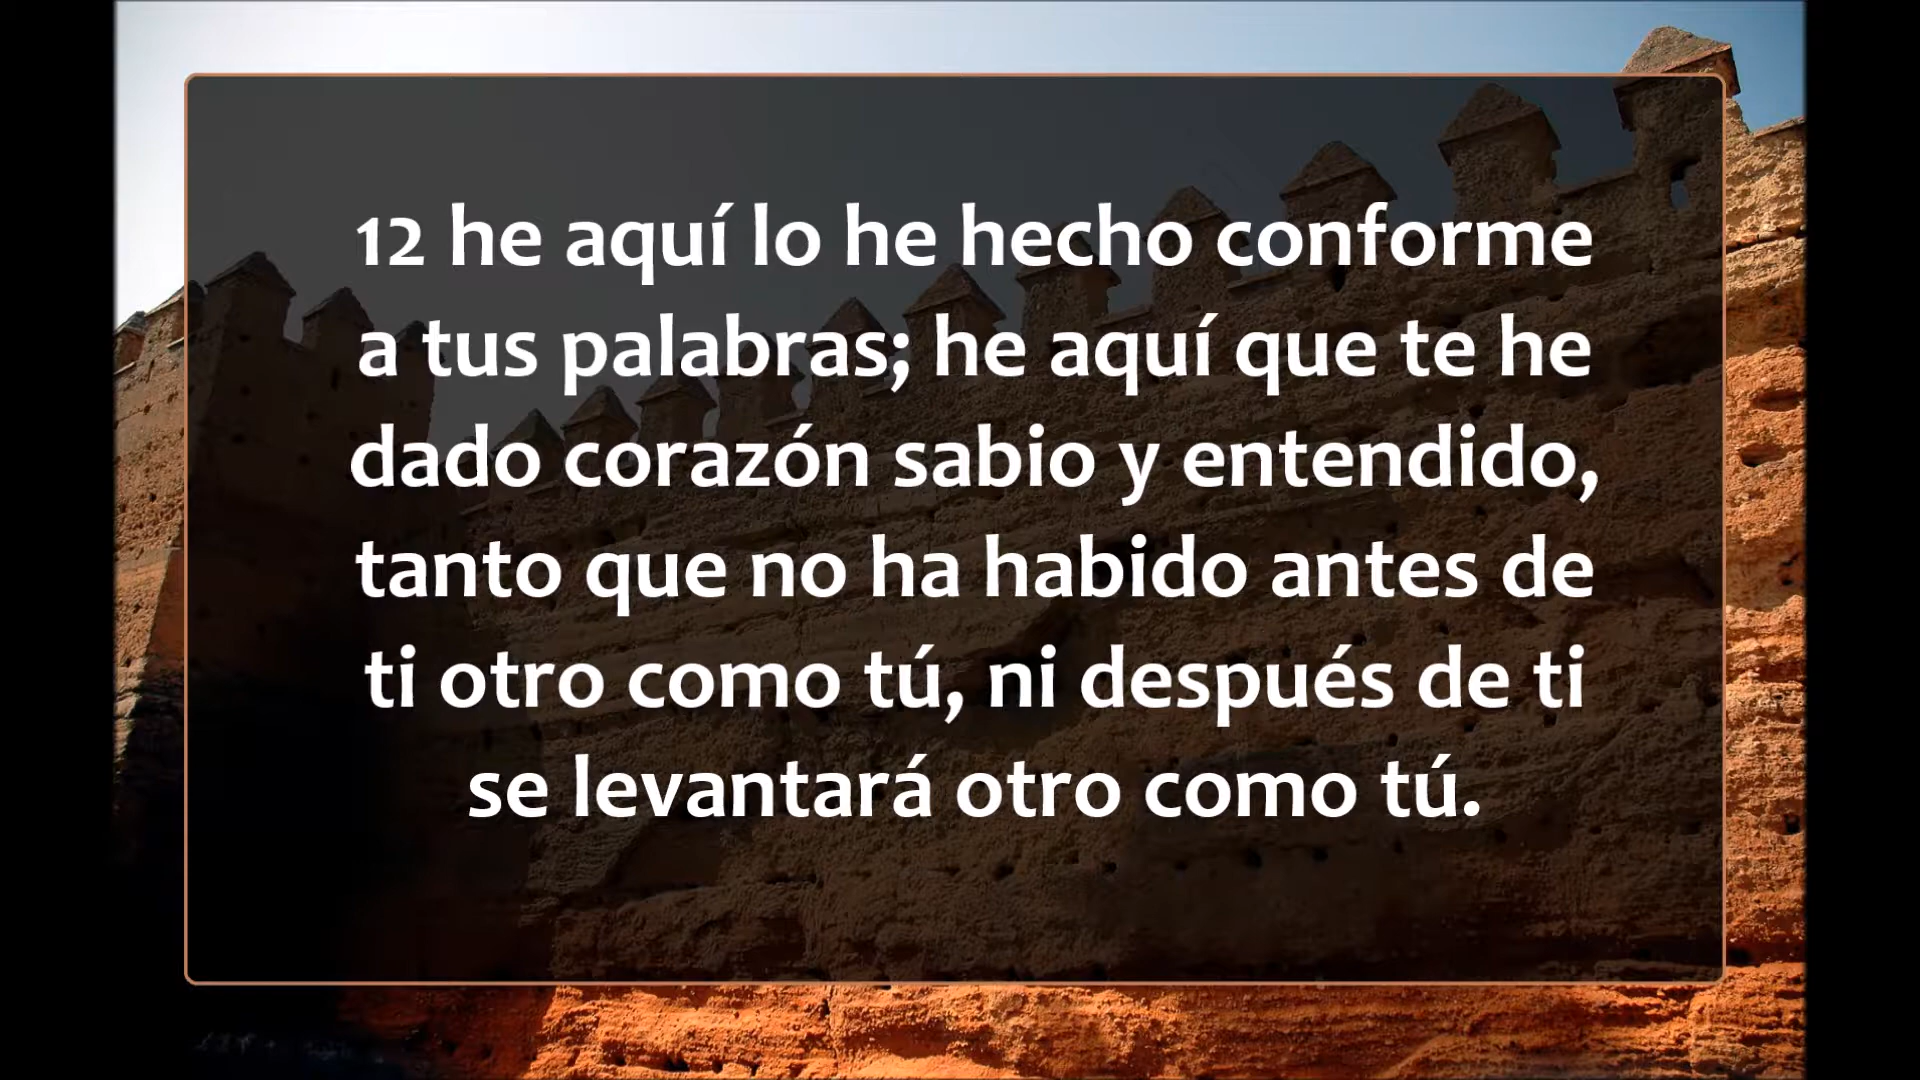 12 he aquí lo he hecho conforme
a tus palabras; he aquí que te he
dado corazón sabio y entendido,
tanto que no ha habido antes de
ti otro como tú, ni después de ti
se levantará otro como tú.